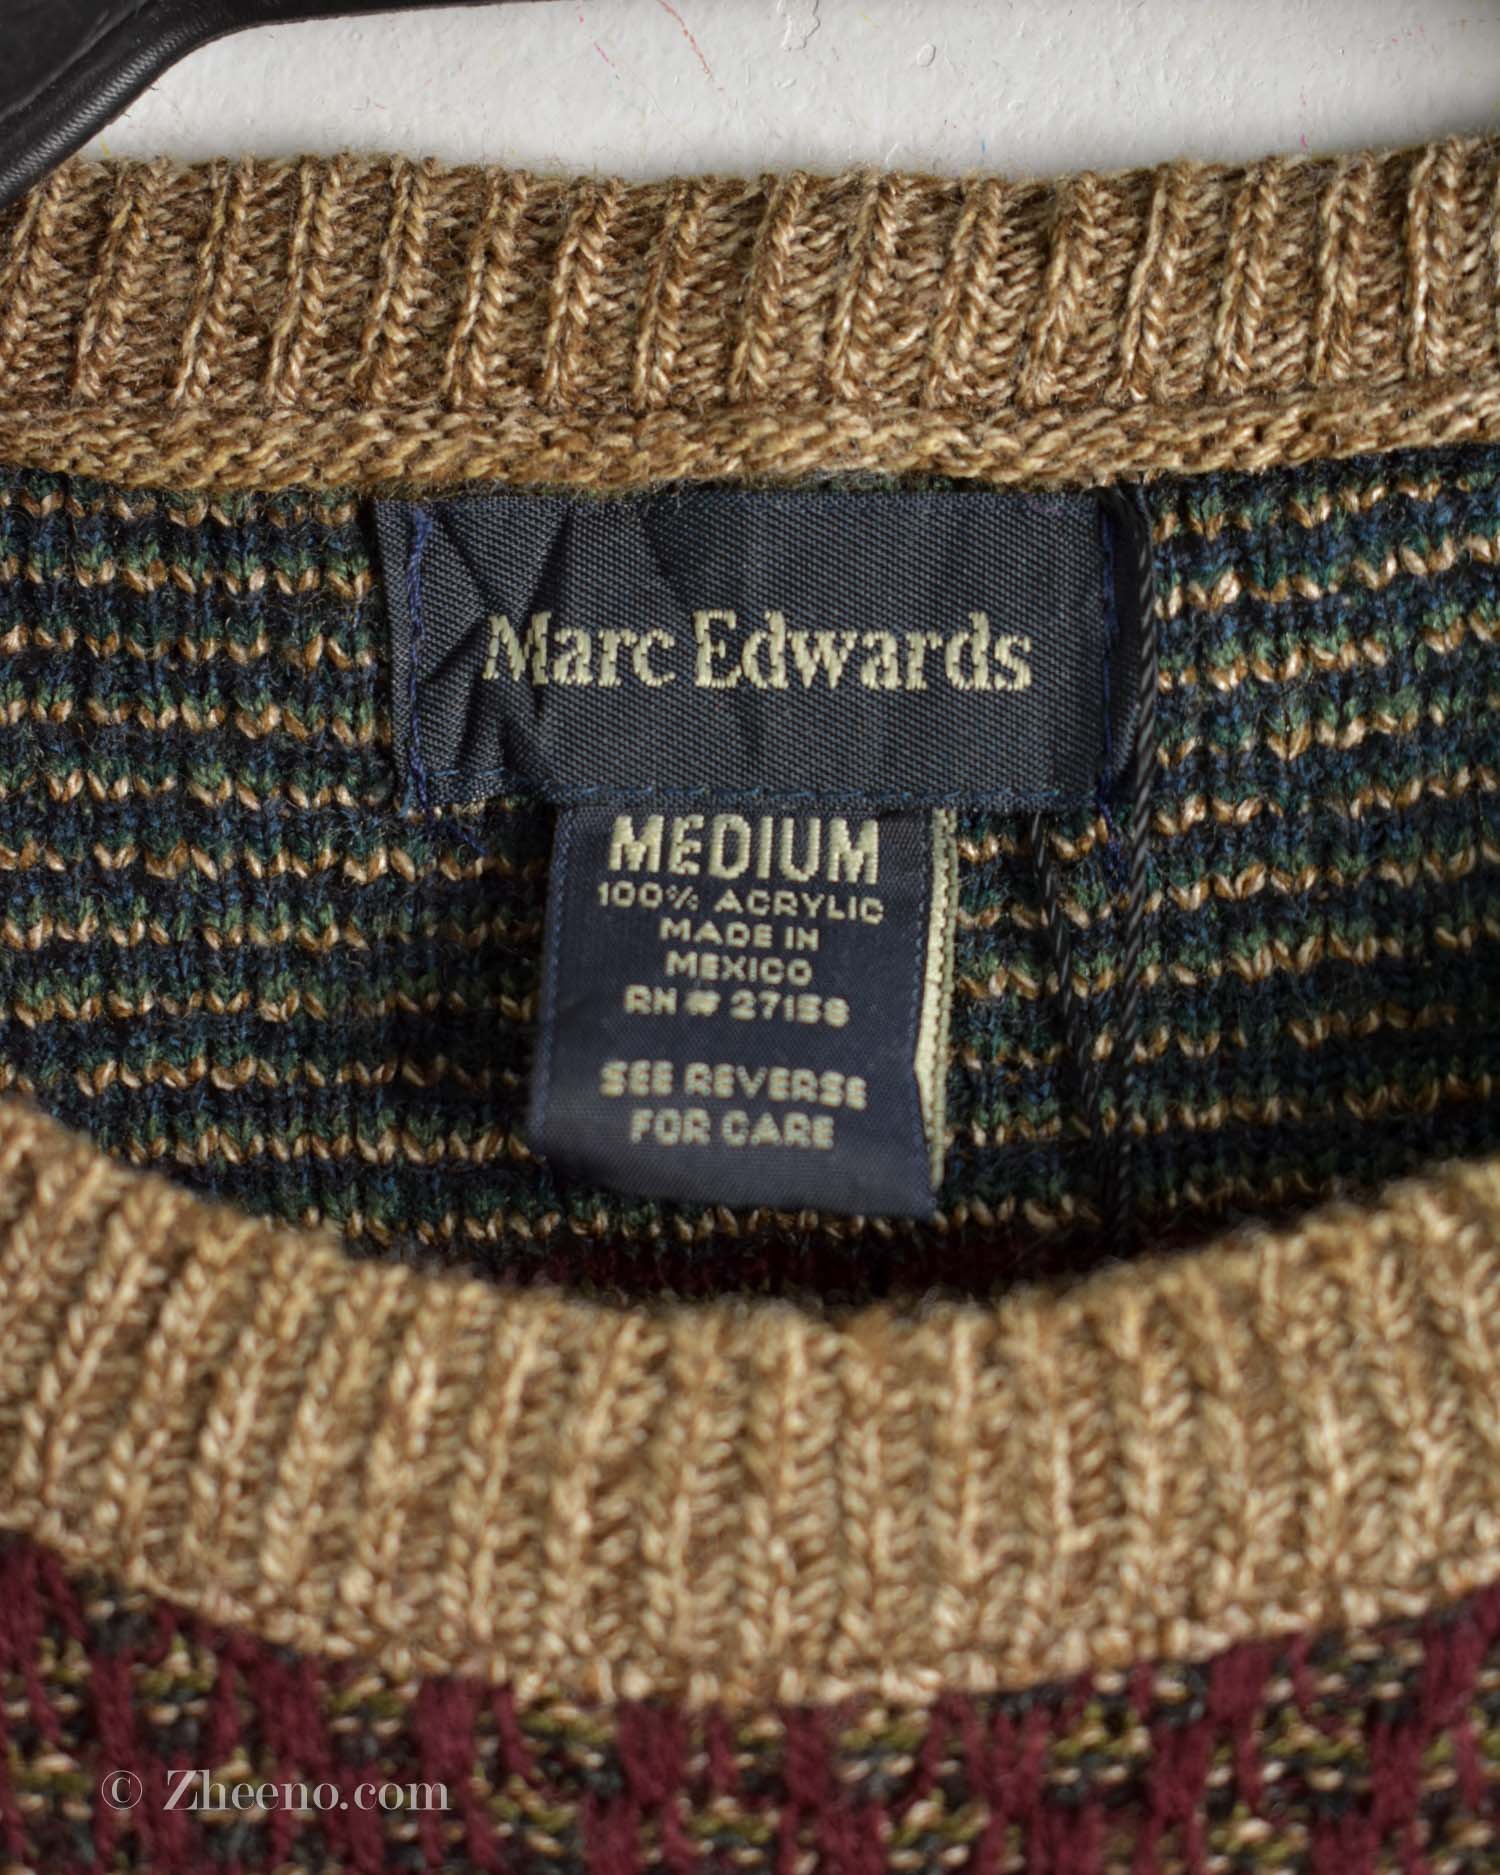 Marc Edwards
MEDIUM
100% ACRYLIC
MADE IN
MEXICO
RN # 27158
SEE REVERSE
FOR CARE
© Zheeno.com